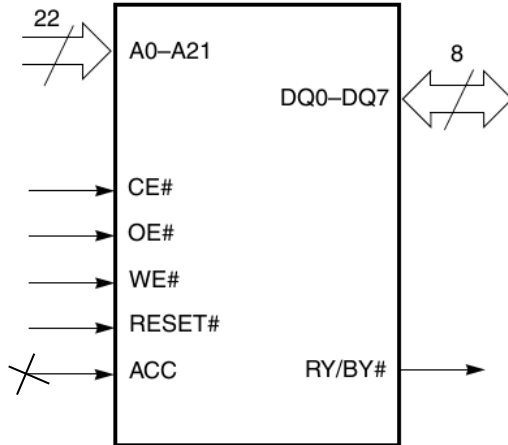 22
A0–A21
8
DQ0–DQ7
CE#
OE#
WE#
RESET#
ACC
RY/BY#